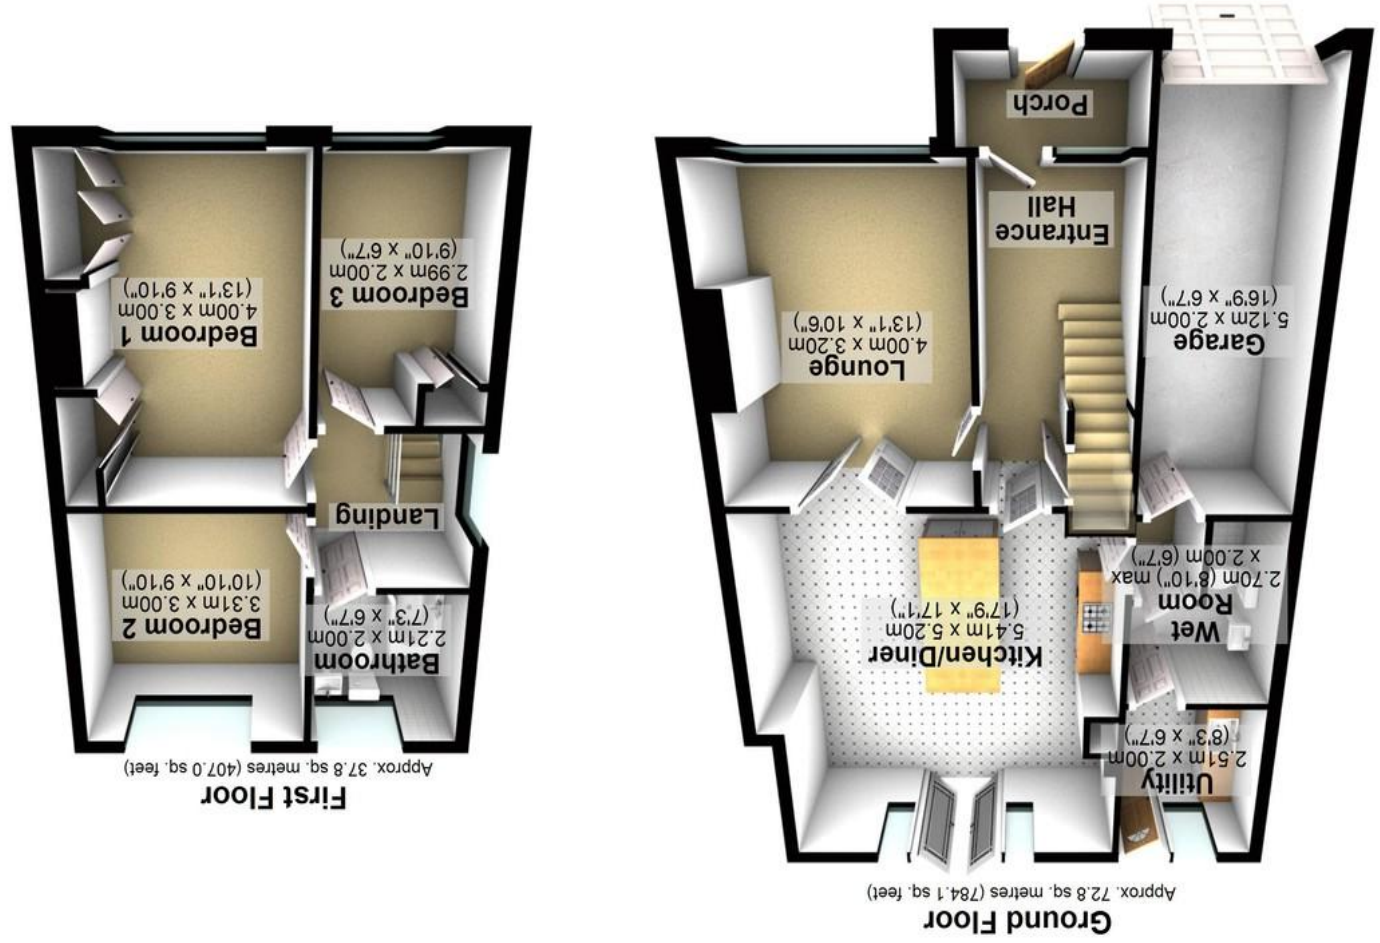 Ground Floor
Approx. 72.8 sq. metres (784.1 sq. feet)
Utility
2.51m x 2.00m
(8'3" x 6'7")
Kitchen/Diner
5.41m x 5.20m
(17'9" x 17'1")
Wet
Room
2.70m (8'10") max
x 2.00m (6'7")
Lounge
4.00m x 3.20m
(13'1" x 10'6")
Garage
5.12m x 2.00m
(16'9" x 6'7")
Entrance
Hall
Porch
First Floor
Approx. 37.8 sq. metres (407.0 sq. feet)
Bathroom
2.21m x 2.00m
(7'3" x 6'7")
Bedroom 2
3.31m x 3.00m
(10'10" x 9'10")
Landing
Bedroom 1
4.00m x 3.00m
(13'1" x 9'10")
Bedroom 3
2.99m x 2.00m
(9'10" x 6'7")